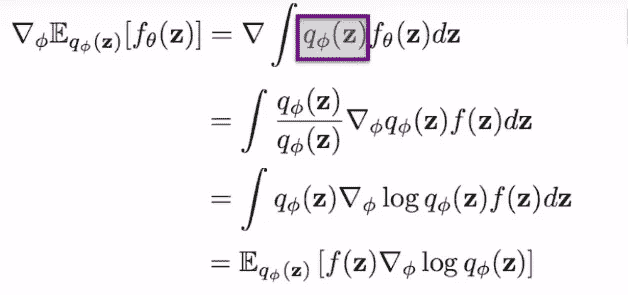 ∇_ϕ 𝔼_{q_ϕ(𝐳)}[f_θ(𝐳)] = ∇ ∫ q_ϕ(𝐳) f_θ(𝐳)d𝐳
= ∫ \frac{q_ϕ(𝐳)}{q_ϕ(𝐳)} ∇_ϕ q_ϕ(𝐳) f(𝐳)d𝐳
= ∫ q_ϕ(𝐳)∇_ϕ log q_ϕ(𝐳) f(𝐳)d𝐳
= 𝔼_{q_ϕ(𝐳)} [f(𝐳)∇_ϕ log q_ϕ(𝐳)]